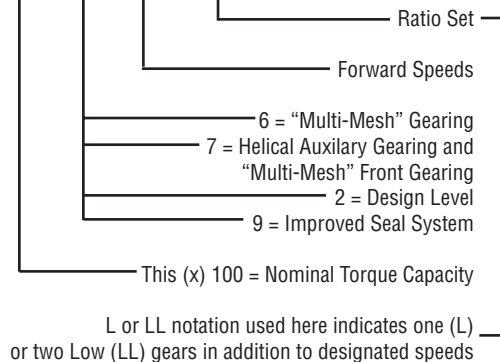 Ratio Set
Forward Speeds
6 = “Multi-Mesh” Gearing
7 = Helical Auxilary Gearing and
“Multi-Mesh” Front Gearing
2 = Design Level
9 = Improved Seal System
This (x) 100 = Nominal Torque Capacity
L or LL notation used here indicates one (L)
or two Low (LL) gears in addition to designated speeds